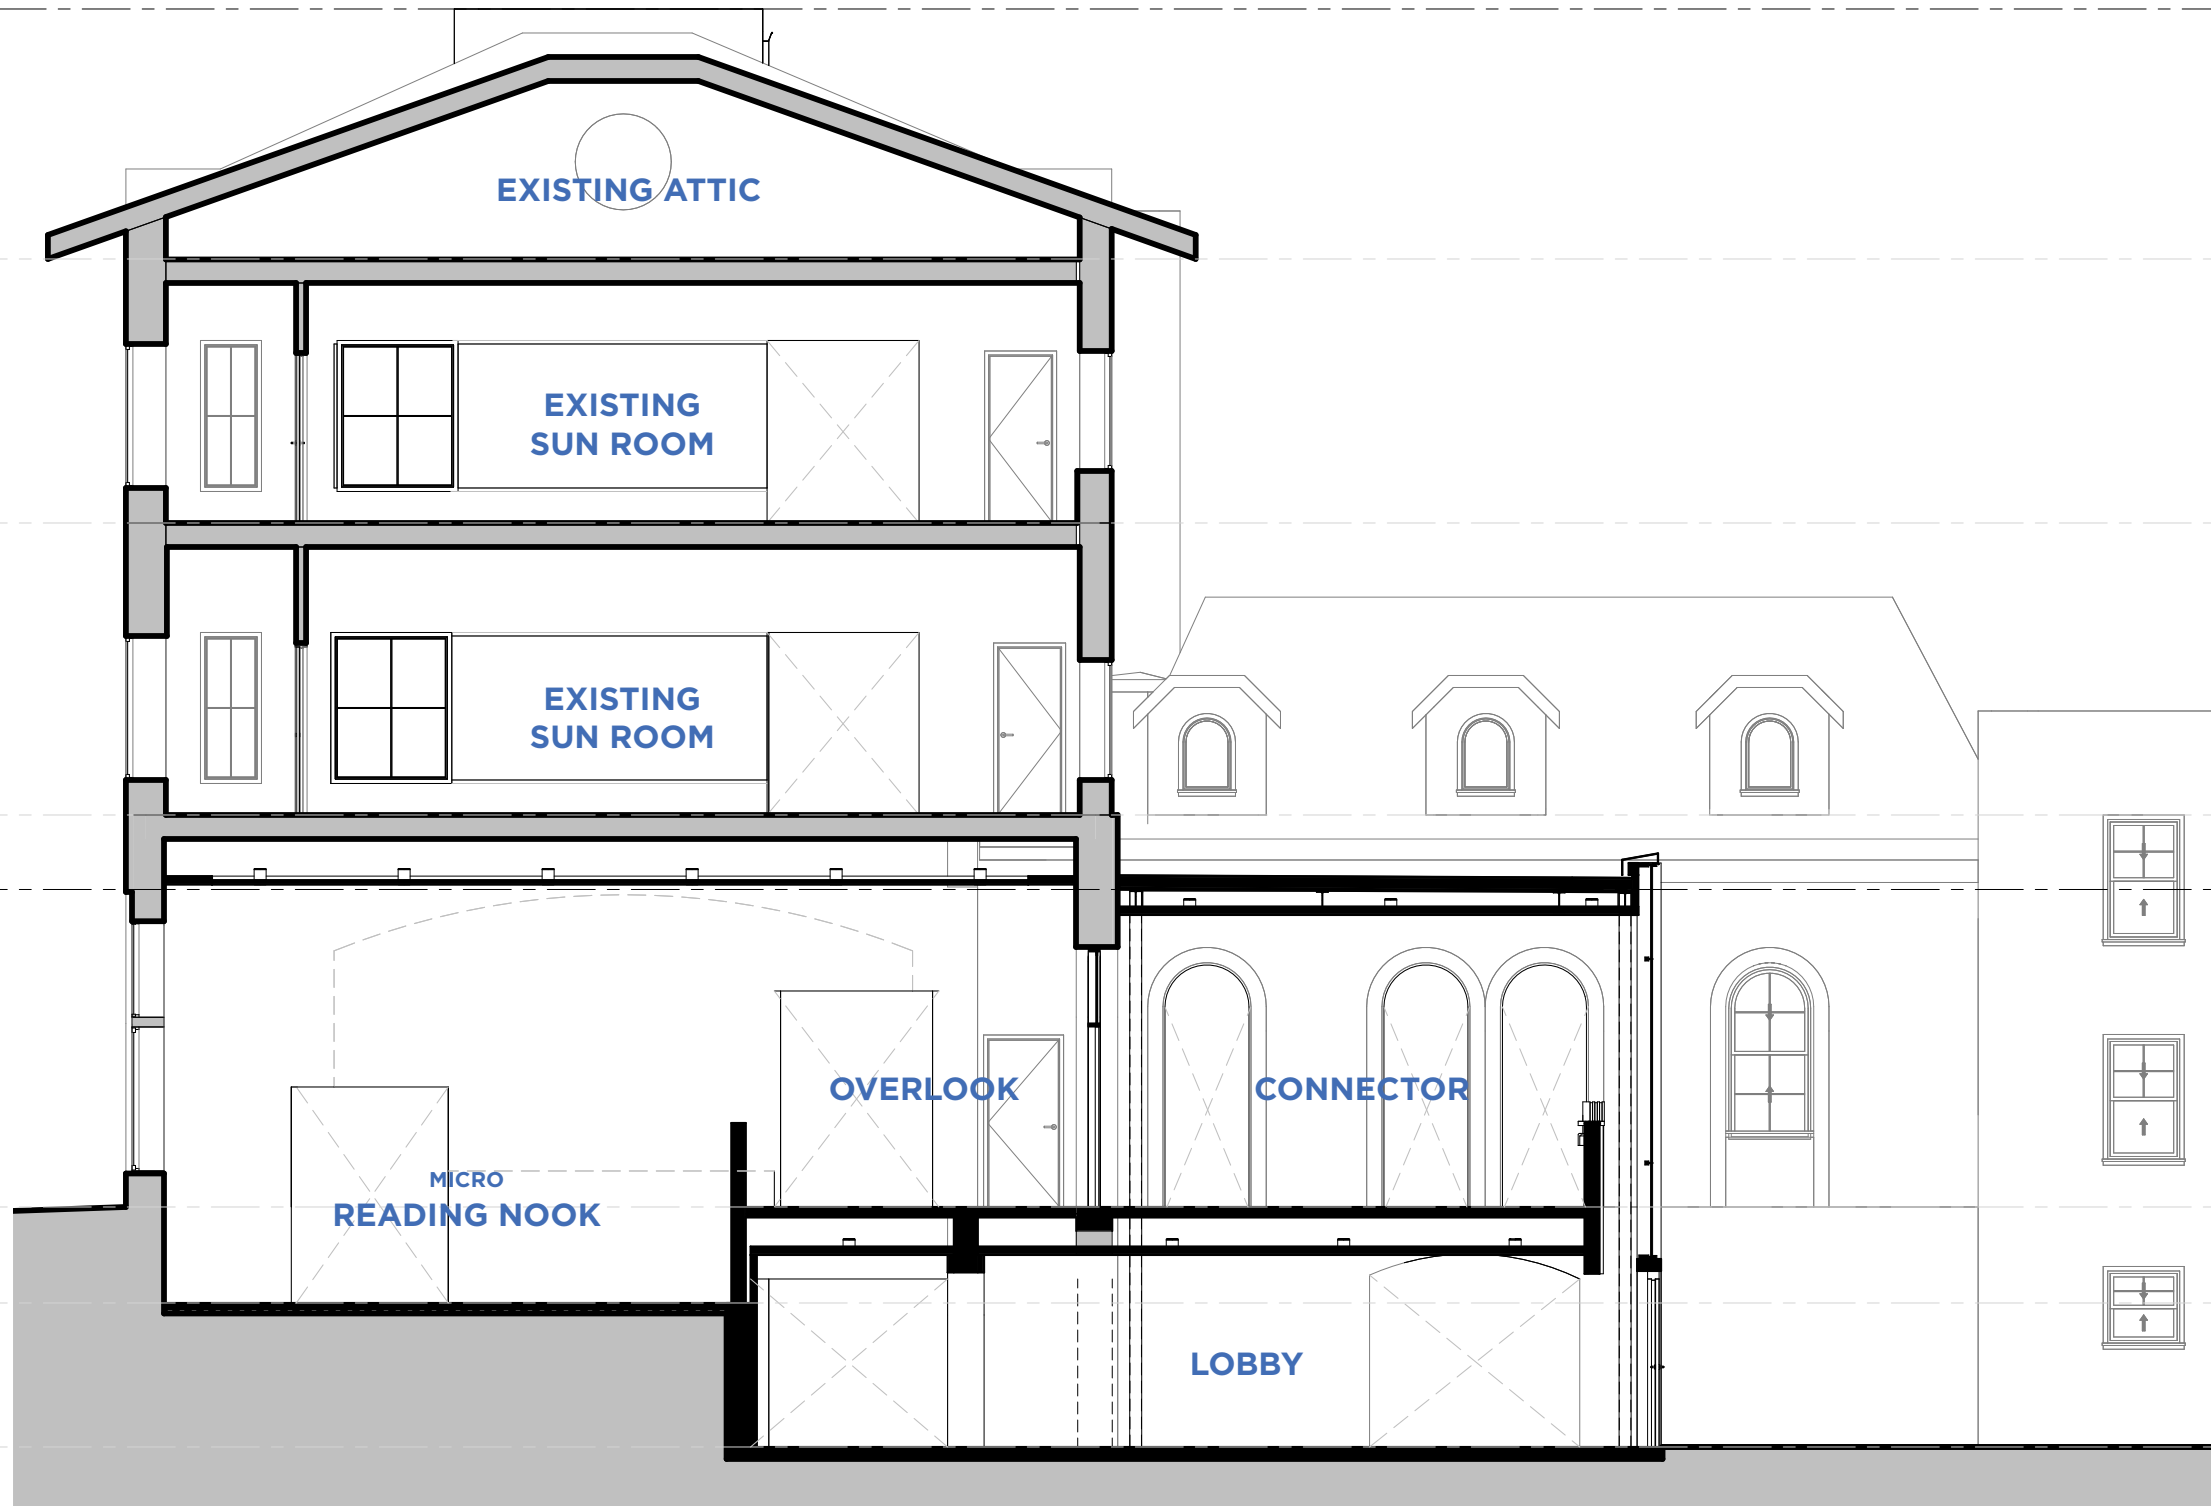 EXISTING ATTIC
EXISTING
SUN ROOM
EXISTING
SUN ROOM
OVERLOOK
CONNECTOR
MICRO
READING NOOK
LOBBY